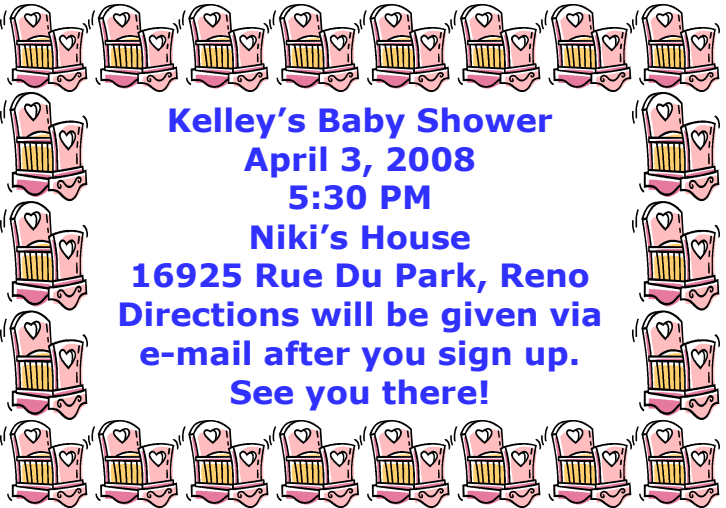 Kelley’s Baby Shower
April 3, 2008
5:30 PM
Niki’s House
16925 Rue Du Park, Reno
Directions will be given via
e-mail after you sign up.
See you there!